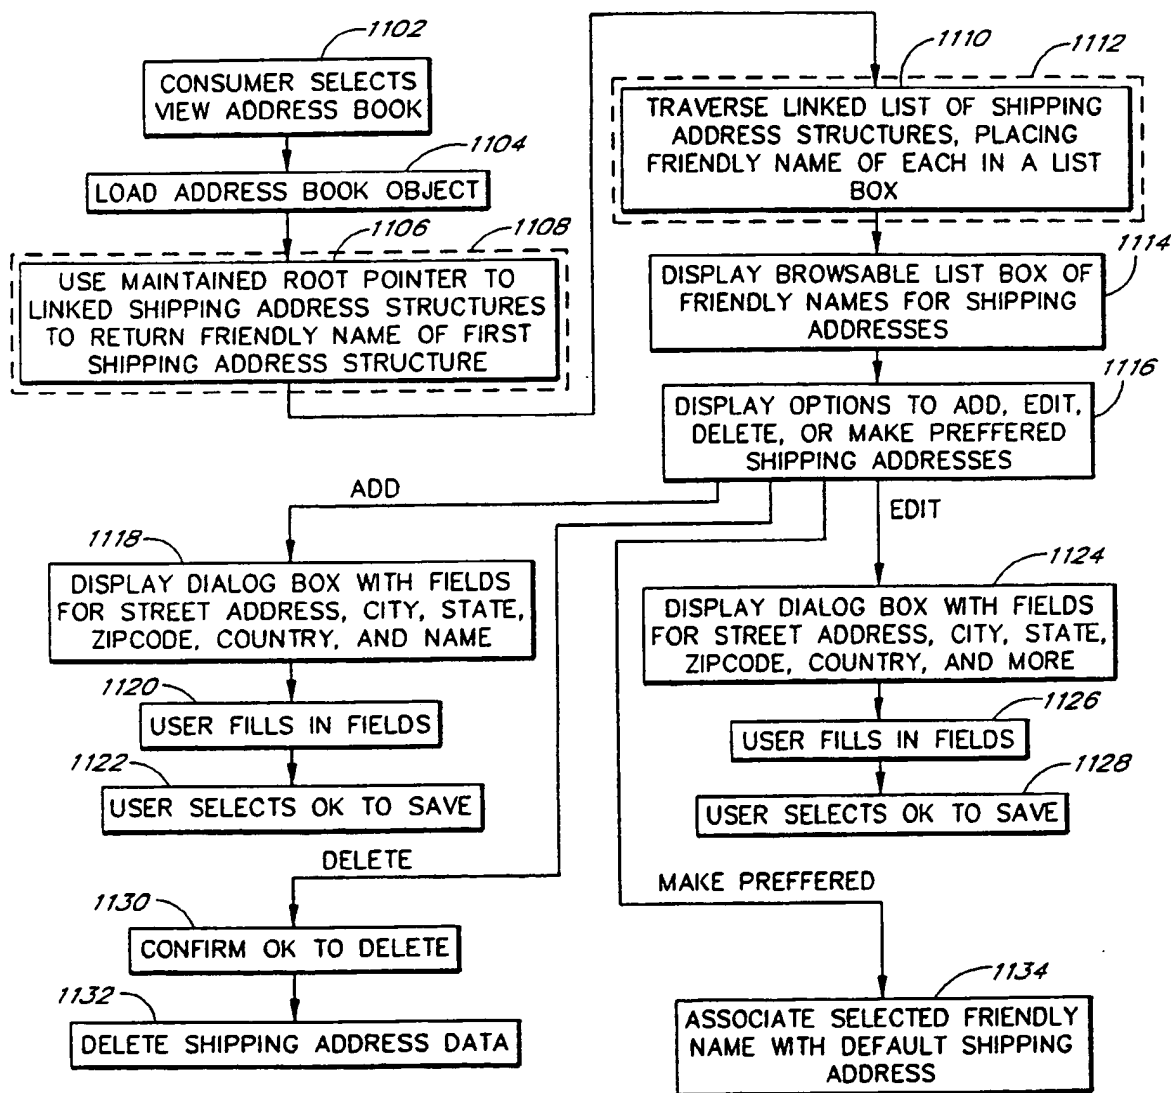 1102
CONSUMER SELECTS
VIEW ADDRESS BOOK
1104
LOAD ADDRESS BOOK OBJECT
1106
1108
USE MAINTAINED ROOT POINTER TO
LINKED SHIPPING ADDRESS STRUCTURES
TO RETURN FRIENDLY NAME OF FIRST
SHIPPING ADDRESS STRUCTURE
1110
1112
TRAVERSE LINKED LIST OF SHIPPING
ADDRESS STRUCTURES, PLACING
FRIENDLY NAME OF EACH IN A LIST
BOX
1114
DISPLAY BROWSABLE LIST BOX OF
FRIENDLY NAMES FOR SHIPPING
ADDRESSES
1116
DISPLAY OPTIONS TO ADD, EDIT,
DELETE, OR MAKE PREFFERED
SHIPPING ADDRESSES
ADD
1118
DISPLAY DIALOG BOX WITH FIELDS
FOR STREET ADDRESS, CITY, STATE,
ZIPCODE, COUNTRY, AND NAME
1120
USER FILLS IN FIELDS
1122
USER SELECTS OK TO SAVE
EDIT
1124
DISPLAY DIALOG BOX WITH FIELDS
FOR STREET ADDRESS, CITY, STATE,
ZIPCODE, COUNTRY, AND MORE
1126
USER FILLS IN FIELDS
1128
USER SELECTS OK TO SAVE
DELETE
1130
CONFIRM OK TO DELETE
1132
DELETE SHIPPING ADDRESS DATA
MAKE PREFFERED
1134
ASSOCIATE SELECTED FRIENDLY
NAME WITH DEFAULT SHIPPING
ADDRESS